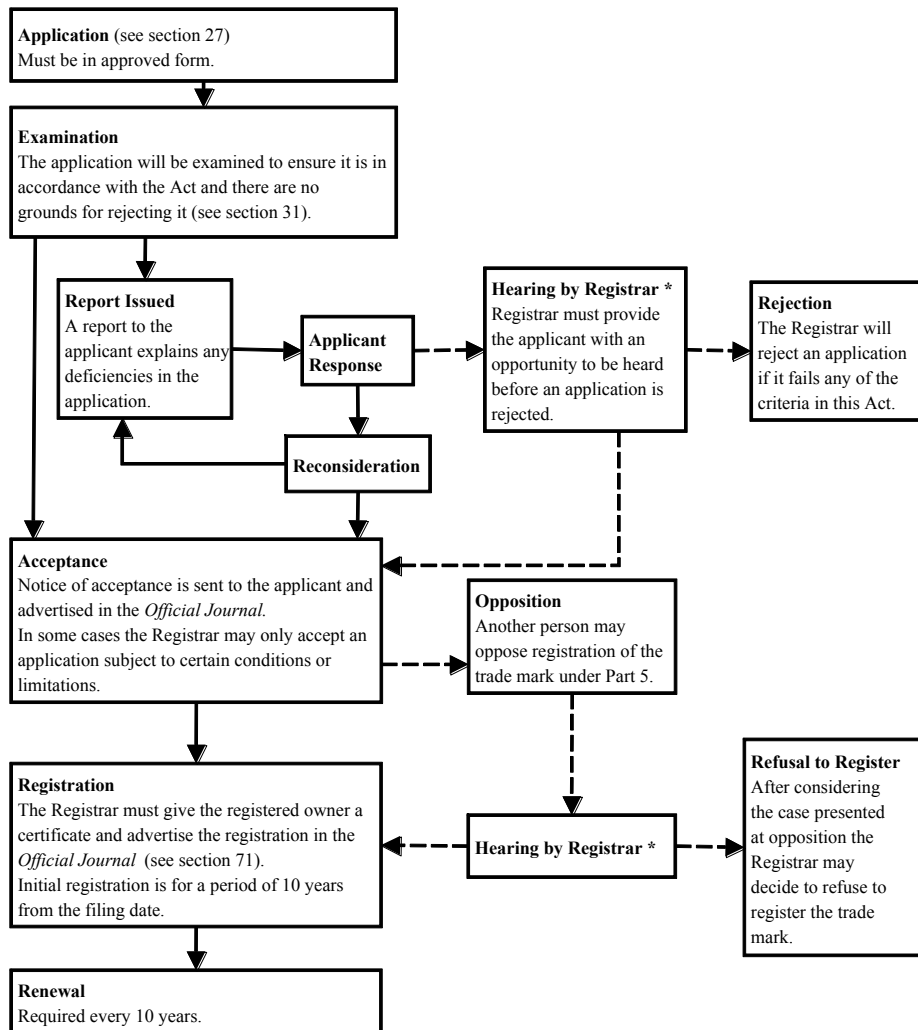 Application (see section 27)
Must be in approved form.
Examination
The application will be examined to ensure it is in
accordance with the Act and there are no
grounds for rejecting it (see section 31).
Report Issued
A report to the
applicant explains any
deficiencies in the
application.
Applicant
Response
Hearing by Registrar *
Registrar must provide
the applicant with an
opportunity to be heard
before an application is
rejected.
Rejection
The Registrar will
reject an application
if it fails any of the
criteria in this Act.
Reconsideration
Acceptance
Notice of acceptance is sent to the applicant and
advertised in the Official Journal.
In some cases the Registrar may only accept an
application subject to certain conditions or
limitations.
Opposition
Another person may
oppose registration of the
trade mark under Part 5.
Registration
The Registrar must give the registered owner a
certificate and advertise the registration in the
Official Journal (see section 71).
Initial registration is for a period of 10 years
from the filing date.
Hearing by Registrar *
Refusal to Register
After considering
the case presented
at opposition the
Registrar may
decide to refuse to
register the trade
mark.
Renewal
Required every 10 years.